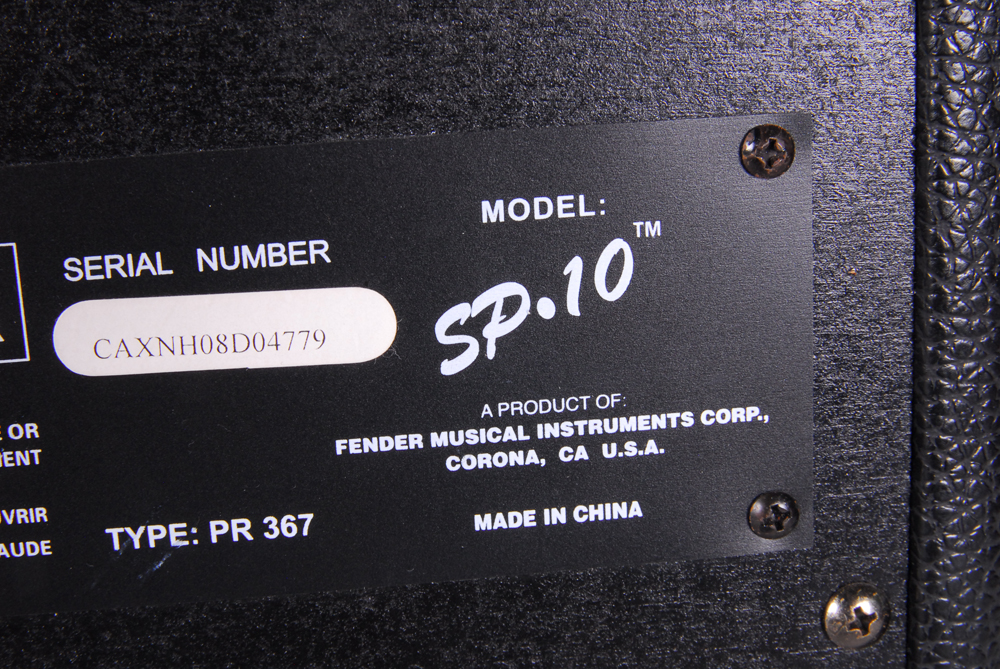 MODEL:
SERIAL NUMBER
SP.10™
CAXNH08D04779
A PRODUCT OF:
OR
FENDER MUSICAL INSTRUMENTS CORP.,
CORONA, CA U.S.A.
MADE IN CHINA
TYPE: PR 367